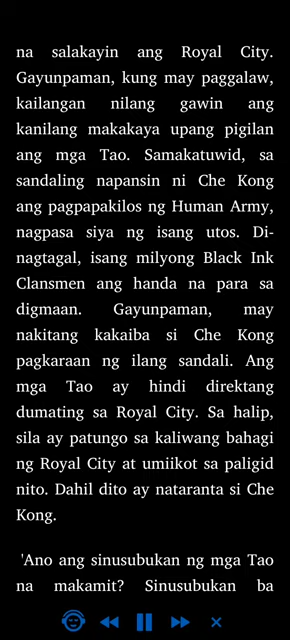 na salakayin ang Royal City.
Gayunpaman, kung may paggalaw,
kailangan nilang gawin ang
kanilang makakaya upang pigilan
ang mga Tao. Samakatuwid, sa
sandaling napansin ni Che Kong
ang pagpapakilos ng Human Army,
nagpasa siya ng isang utos. Di-
nagtagal, isang milyong Black Ink
Clansmen ang handa na para sa
digmaan. Gayunpaman, may
nakitang kakaiba si Che Kong
pagkaraan ng ilang sandali. Ang
mga Tao ay hindi direktang
dumating sa Royal City. Sa halip,
sila ay patungo sa kaliwang bahagi
ng Royal City at umiikot sa paligid
nito. Dahil dito ay nataranta si Che
Kong.
'Ano ang sinusubukan ng mga Tao
na makamit? Sinusubukan ba